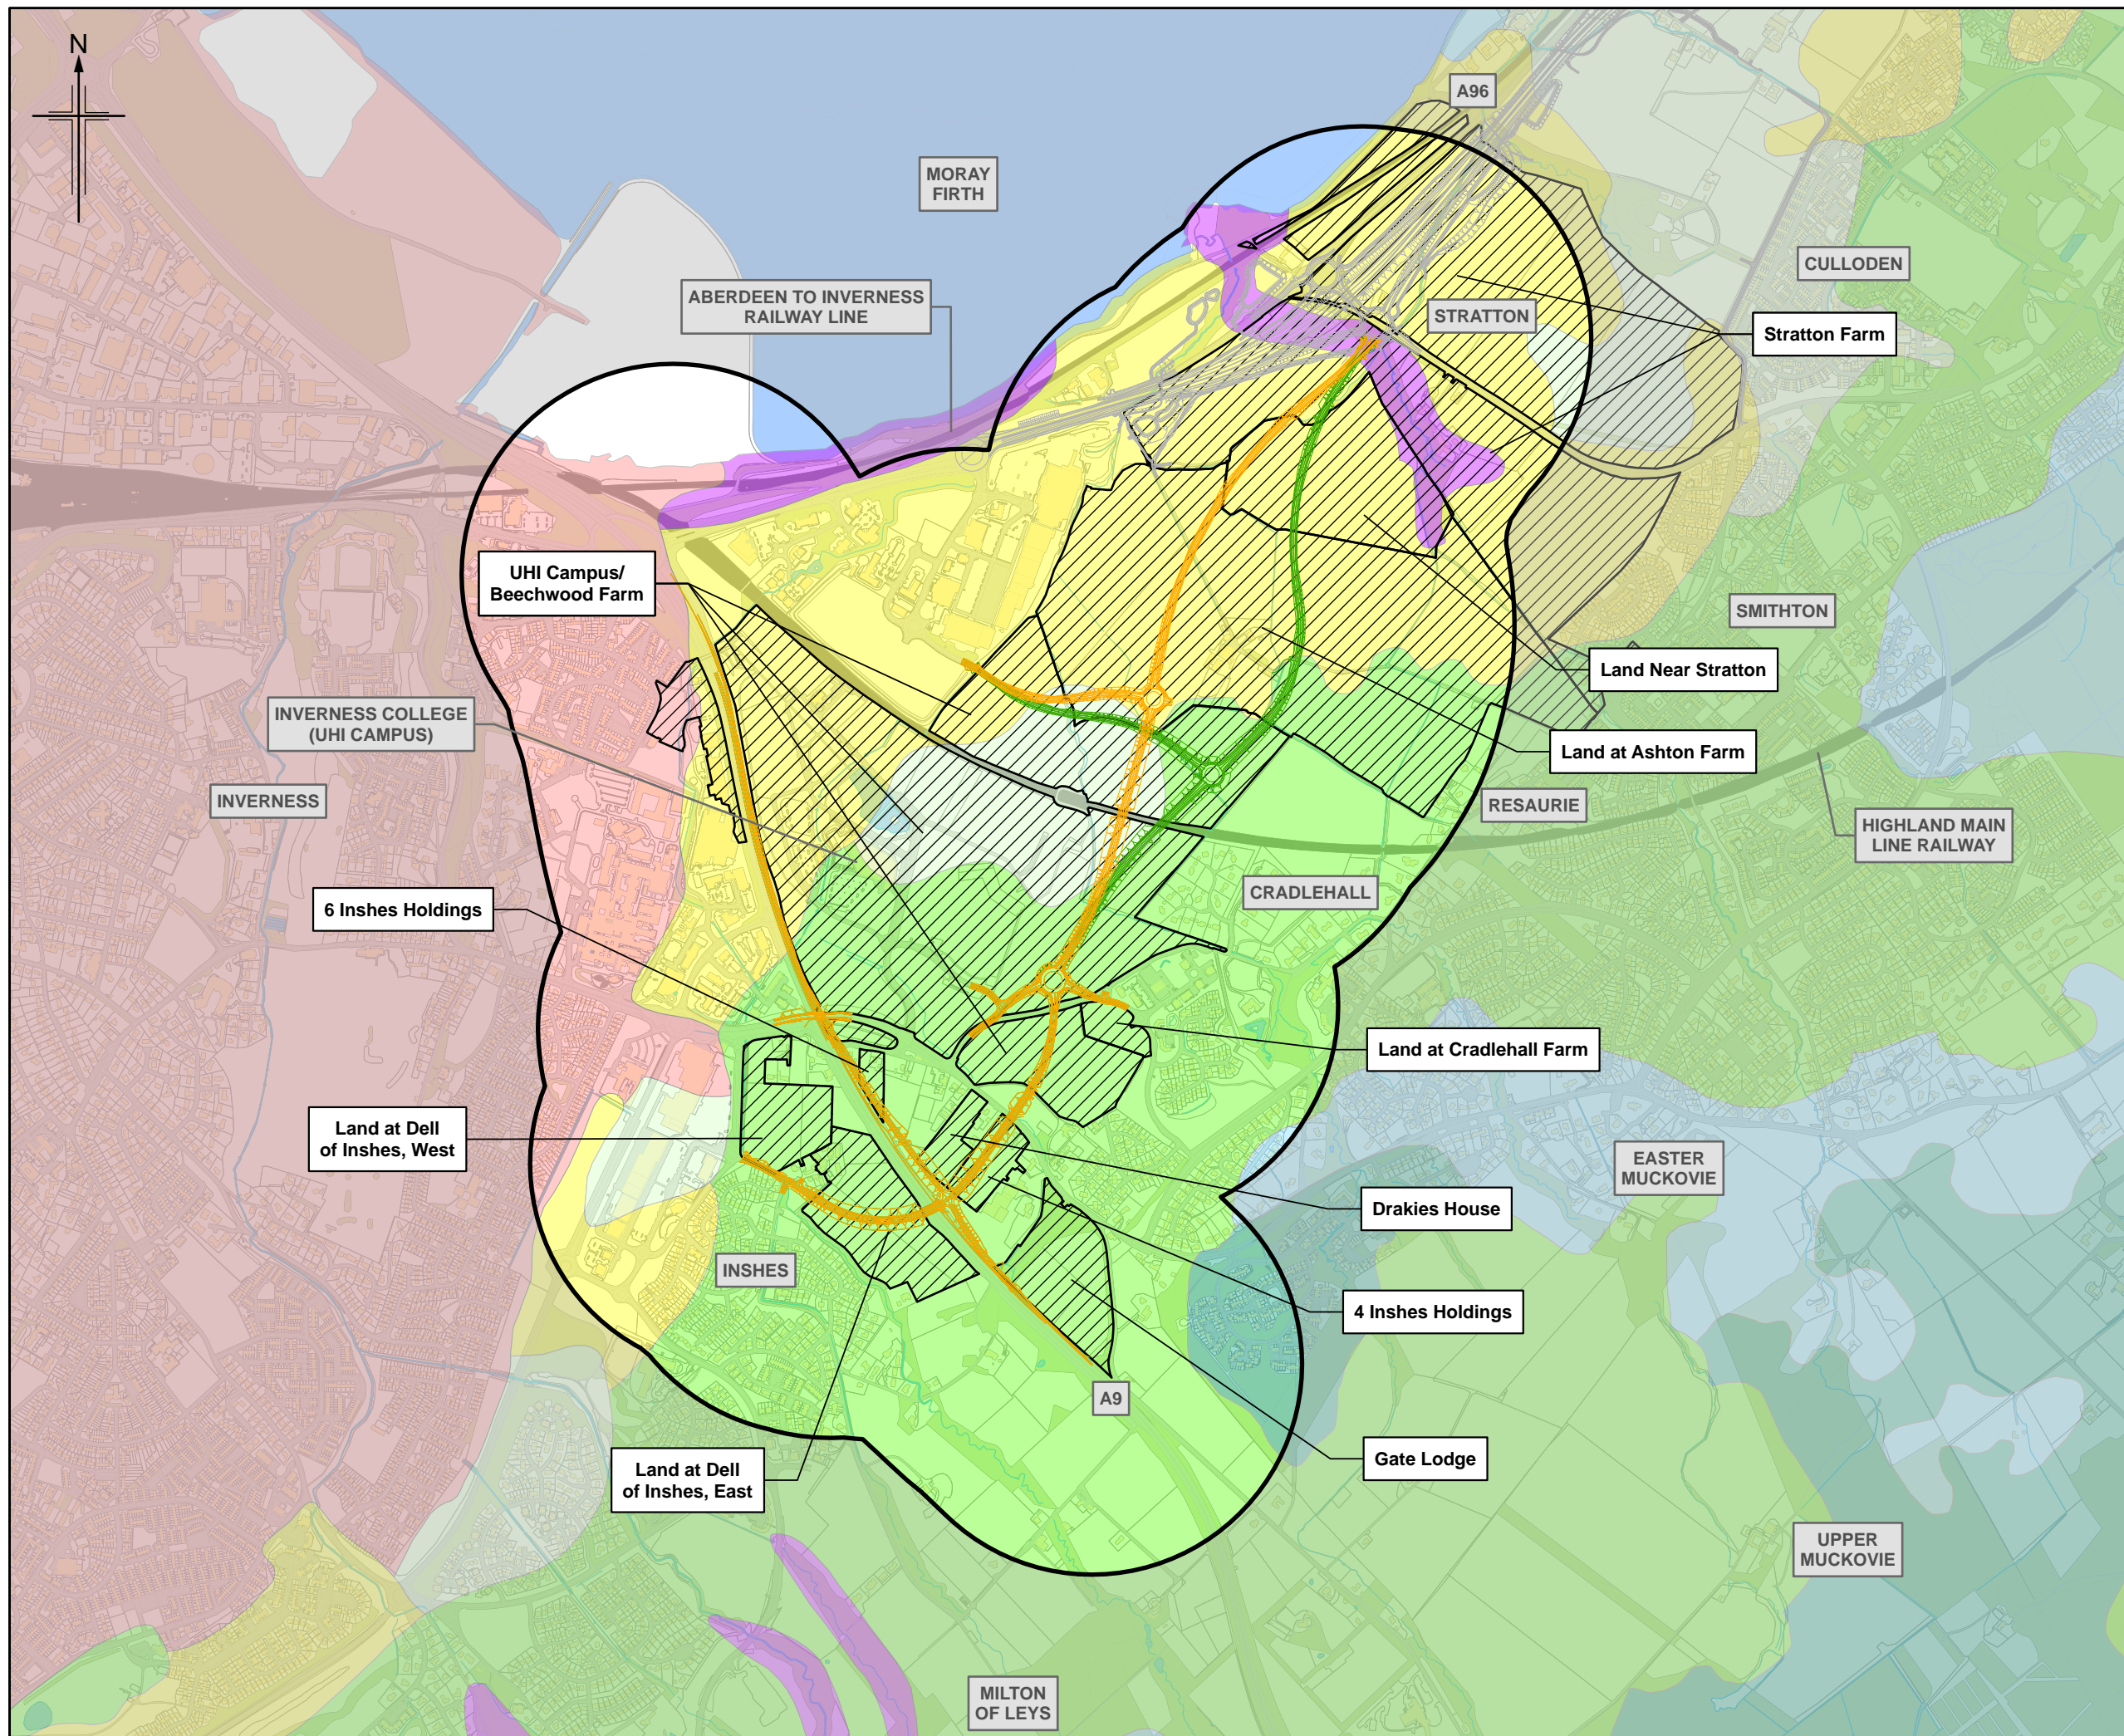 N
A96
MORAY
FIRTH
CULLODEN
ABERDEEN TO INVERNESS
RAILWAY LINE
STRATTON
Stratton Farm
UHI Campus/
Beechwood Farm
SMITHTON
Land Near Stratton
INVERNESS COLLEGE
(UHI CAMPUS)
Land at Ashton Farm
INVERNESS
RESAURIE
HIGHLAND MAIN
LINE RAILWAY
CRADLEHALL
6 Inshes Holdings
Land at Cradlehall Farm
Land at Dell
of Inshes, West
EASTER
MUCKOVIE
Drakies House
INSHES
4 Inshes Holdings
A9
Gate Lodge
Land at Dell
of Inshes, East
UPPER
MUCKOVIE
MILTON
OF LEYS